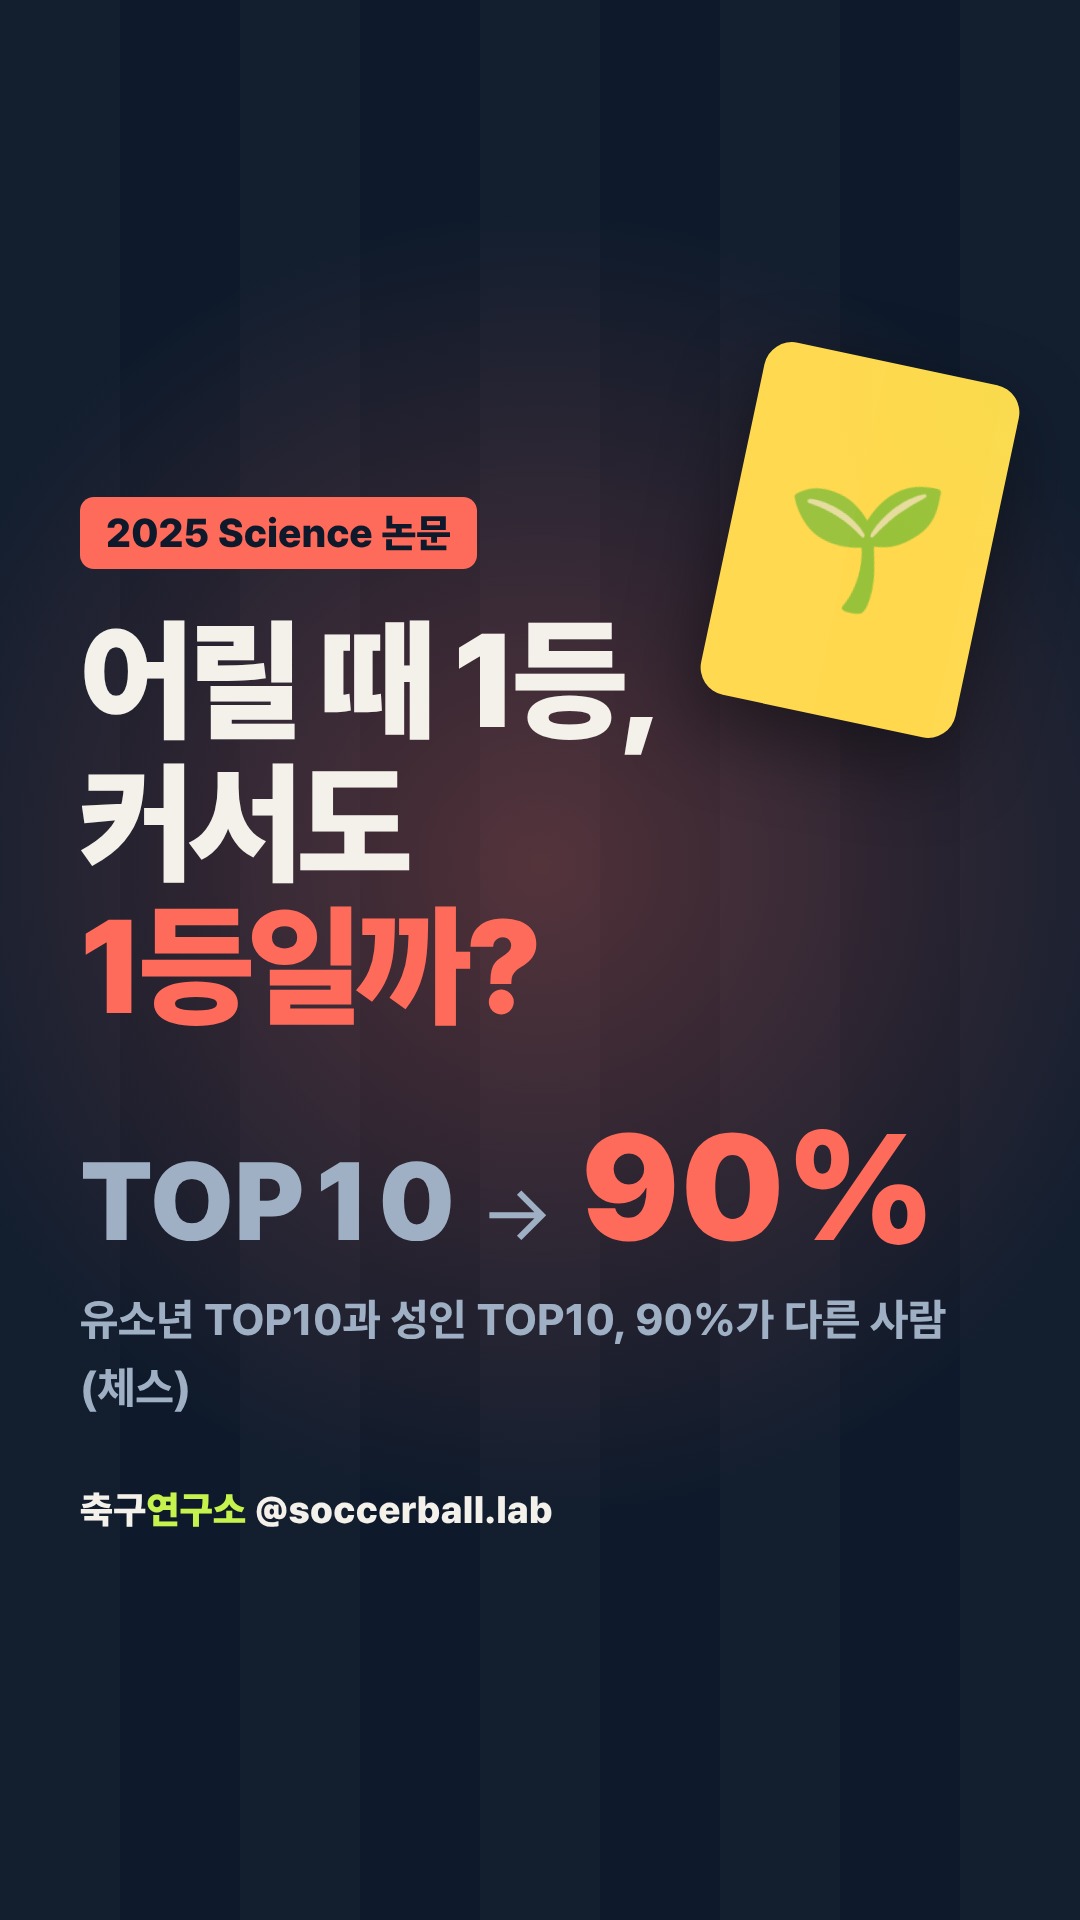 2025 Science 논문
어릴 때 1등,
커서도
1등일까?
TOP10 → 90%
유소년 TOP10과 성인 TOP10, 90%가 다른 사람
(체스)
축구연구소 @soccerball.lab